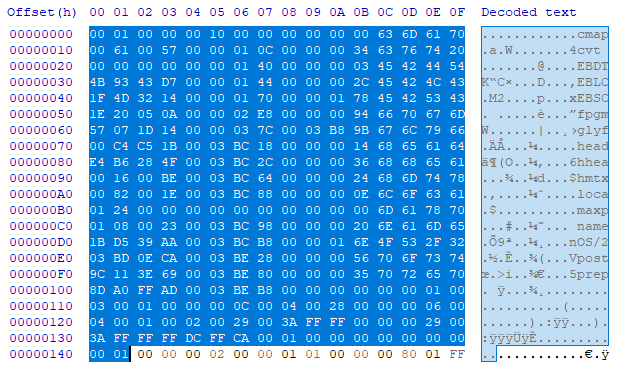 Offset(h) 00 01 02 03 04 05 06 07 08 09 0A 0B 0C 0D 0E 0F Decoded text
00000000 00 01 00 00 00 10 00 00 00 00 00 00 63 6D 61 70 ............cmap
00000010 00 61 00 57 00 00 01 0C 00 00 00 34 63 76 74 20 .a.W.......4cvt
00000020 00 00 00 00 00 00 01 40 00 00 00 03 45 42 44 54 .......@....EBDT
00000030 4B 93 43 D7 00 00 01 44 00 00 00 2C 45 42 4C 43 K“C×...D...,EBLC
00000040 1F 4D 32 14 00 00 01 70 00 00 01 78 45 42 53 43 .M2....p...xEBSC
00000050 1E 20 05 0A 00 00 02 E8 00 00 00 94 66 70 67 6D . .....è...”fpgm
00000060 57 07 1D 14 00 00 03 7C 00 03 B8 9B 67 6C 79 66 W......|..¸›glyf
00000070 00 C4 C5 1B 00 03 BC 18 00 00 00 14 68 65 61 64 .ÄÅ...¼.....head
00000080 E4 B6 28 4F 00 03 BC 2C 00 00 00 36 68 68 65 61 ä¶(O..¼,...6hhea
00000090 00 16 00 BE 00 03 BC 64 00 00 00 24 68 6D 74 78 ...¾..¼d...$hmtx
000000A0 00 82 00 1E 00 03 BC 88 00 00 00 0E 6C 6F 63 61 .‚....¼ˆ....loca
000000B0 01 24 00 00 00 00 00 00 00 00 00 00 6D 61 78 70 .$..........maxp
000000C0 01 08 00 23 00 03 BC 98 00 00 00 20 6E 61 6D 65 ...#..¼˜... name
000000D0 1B D5 39 AA 00 03 BC B8 00 00 01 6E 4F 53 2F 32 .Õ9ª..¼¸...nOS/2
000000E0 03 BD 0E CA 00 03 BE 28 00 00 00 56 70 6F 73 74 .½.Ê..¾(...Vpost
000000F0 9C 11 3E 69 00 03 BE 80 00 00 00 35 70 72 65 70 œ.>i..¾€...5prep
00000100 8D A0 FF AD 00 03 BE B8 00 00 00 00 00 00 01 00 . ÿ...¾¸........
00000110 03 00 01 00 00 00 0C 00 04 00 28 00 00 00 06 00 ..........(.....
00000120 04 00 01 00 02 00 29 00 3A FF FF 00 00 00 29 00 ......).:ÿÿ...).
00000130 3A FF FF FF DC FF CA 00 01 00 00 00 00 00 00 00 :ÿÿÿÜÿÊ.........
00000140 00 01 00 00 00 02 00 00 01 01 00 00 00 80 01 FF .............€.ÿ